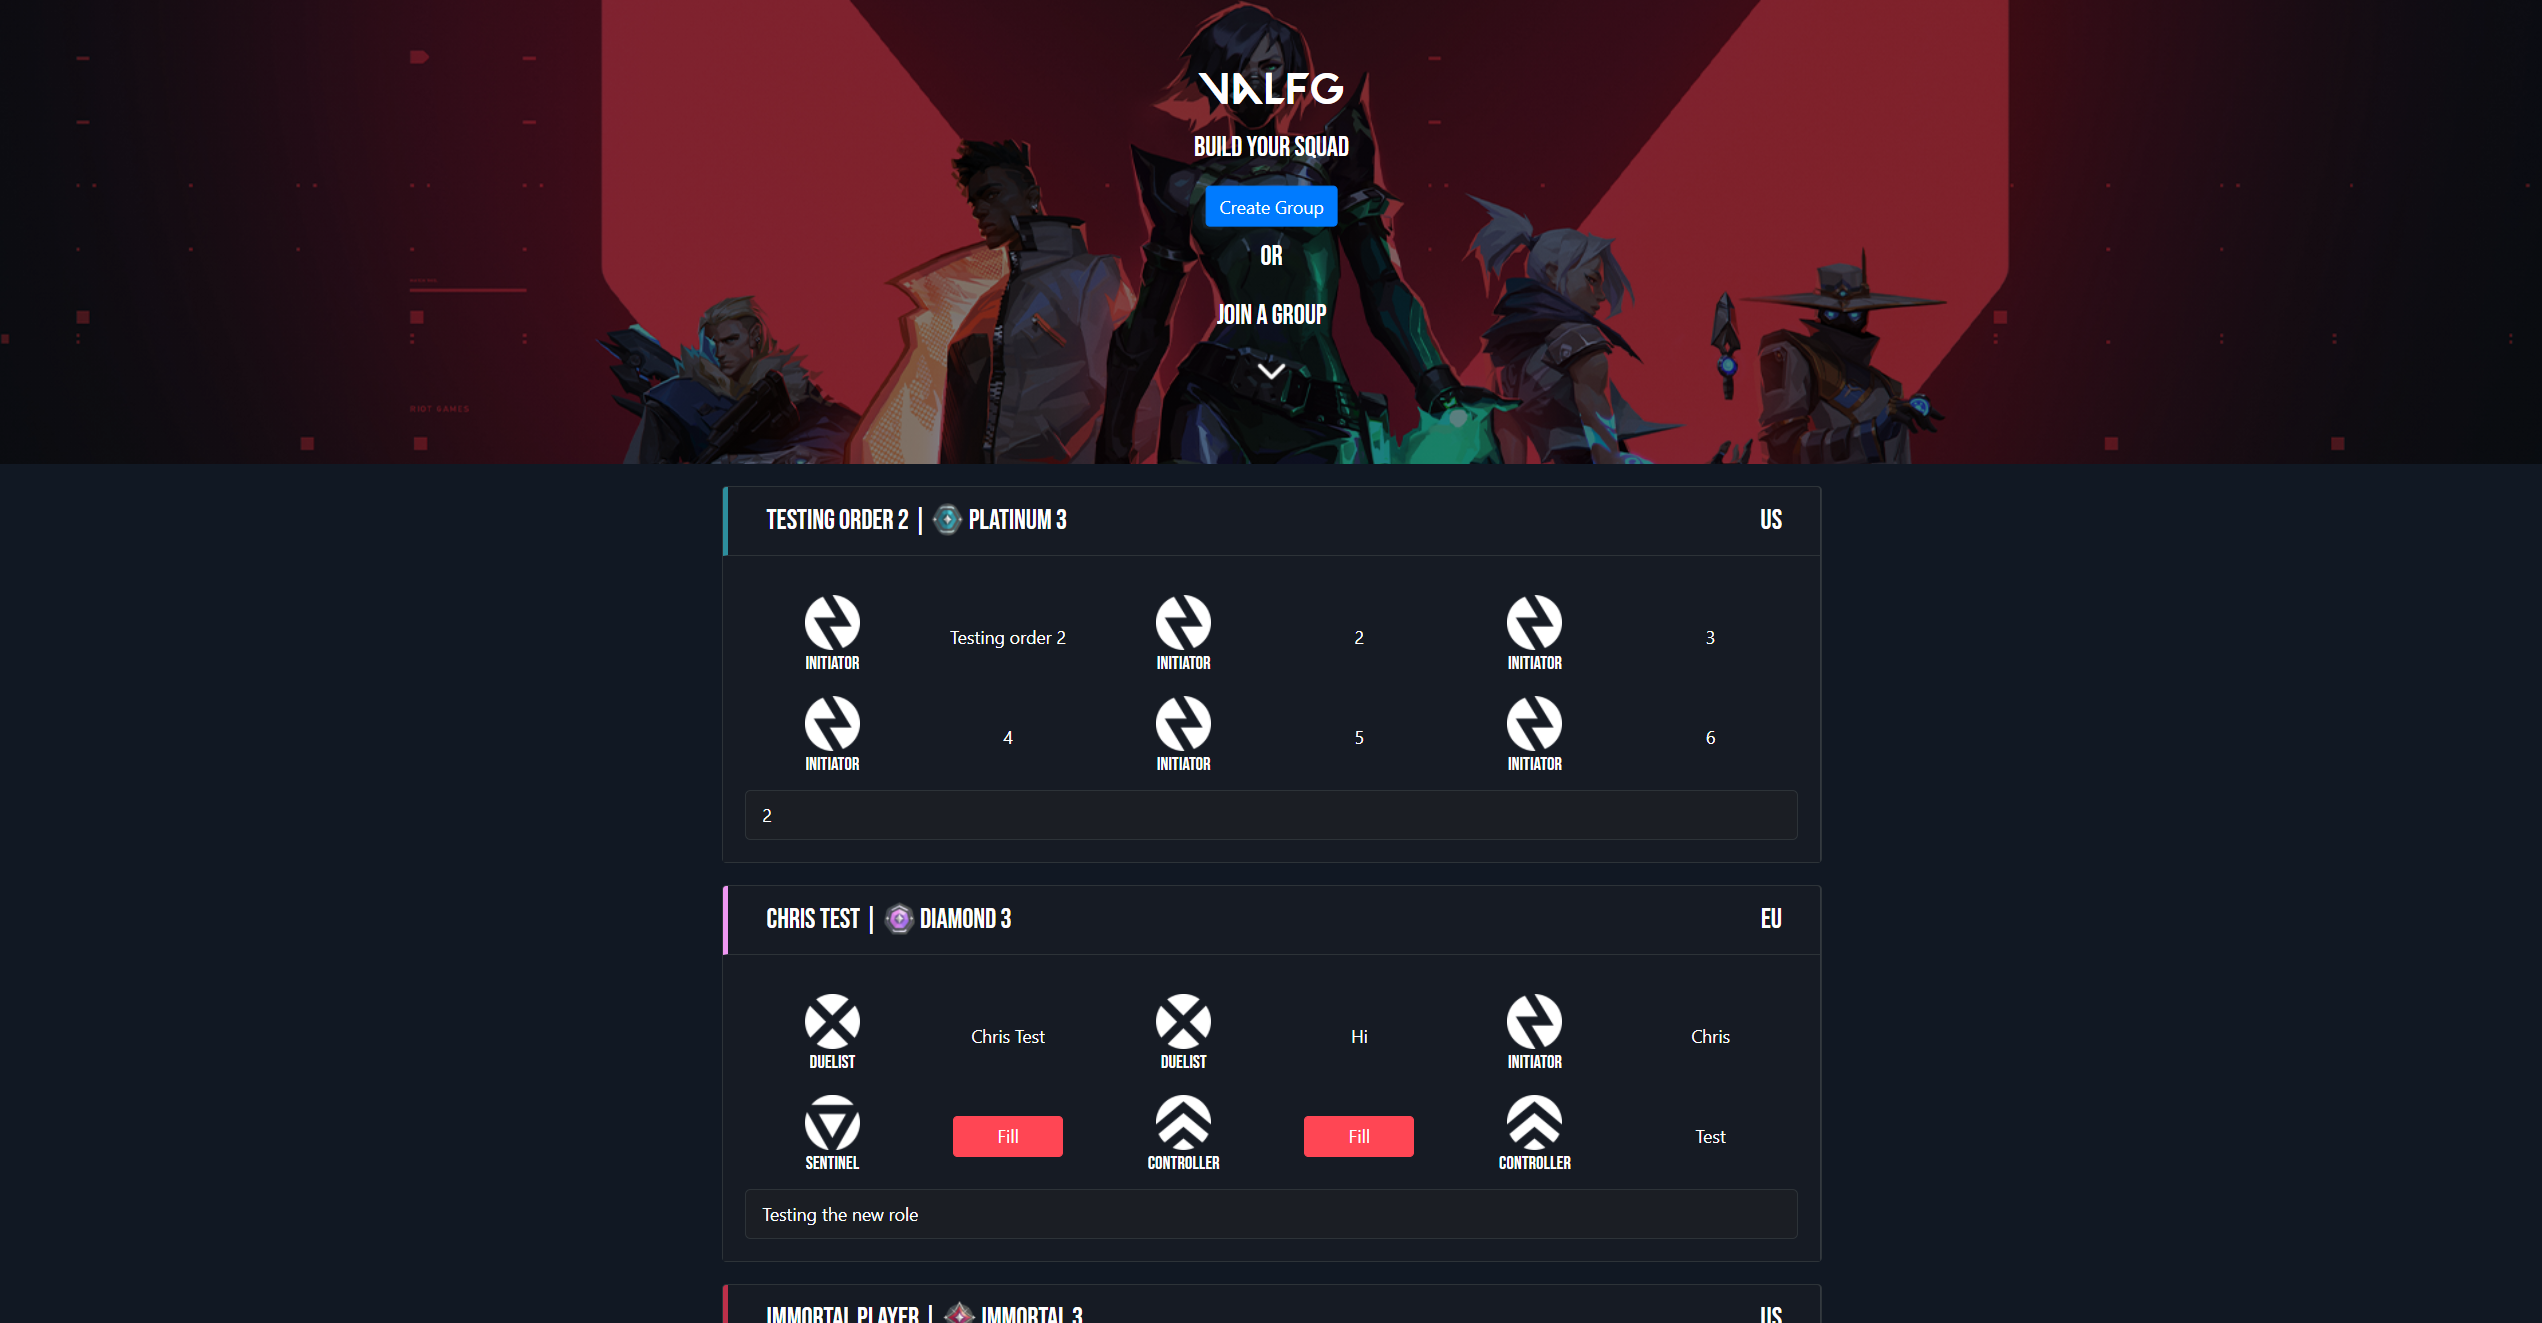 VALFG
BUILD YOUR SQUAD
Create Group
OR
JOIN A GROUP
RIOT GAMES
TESTING ORDER 2 | PLATINUM 3 US
INITIATOR Testing order 2 INITIATOR 2 INITIATOR 3
INITIATOR 4 INITIATOR 5 INITIATOR 6
2
CHRIS TEST | DIAMOND 3 EU
DUELIST Chris Test DUELIST Hi INITIATOR Chris
SENTINEL Fill CONTROLLER Fill CONTROLLER Test
Testing the new role
IMMORTAL PLAYER | IMMORTAL 3 US